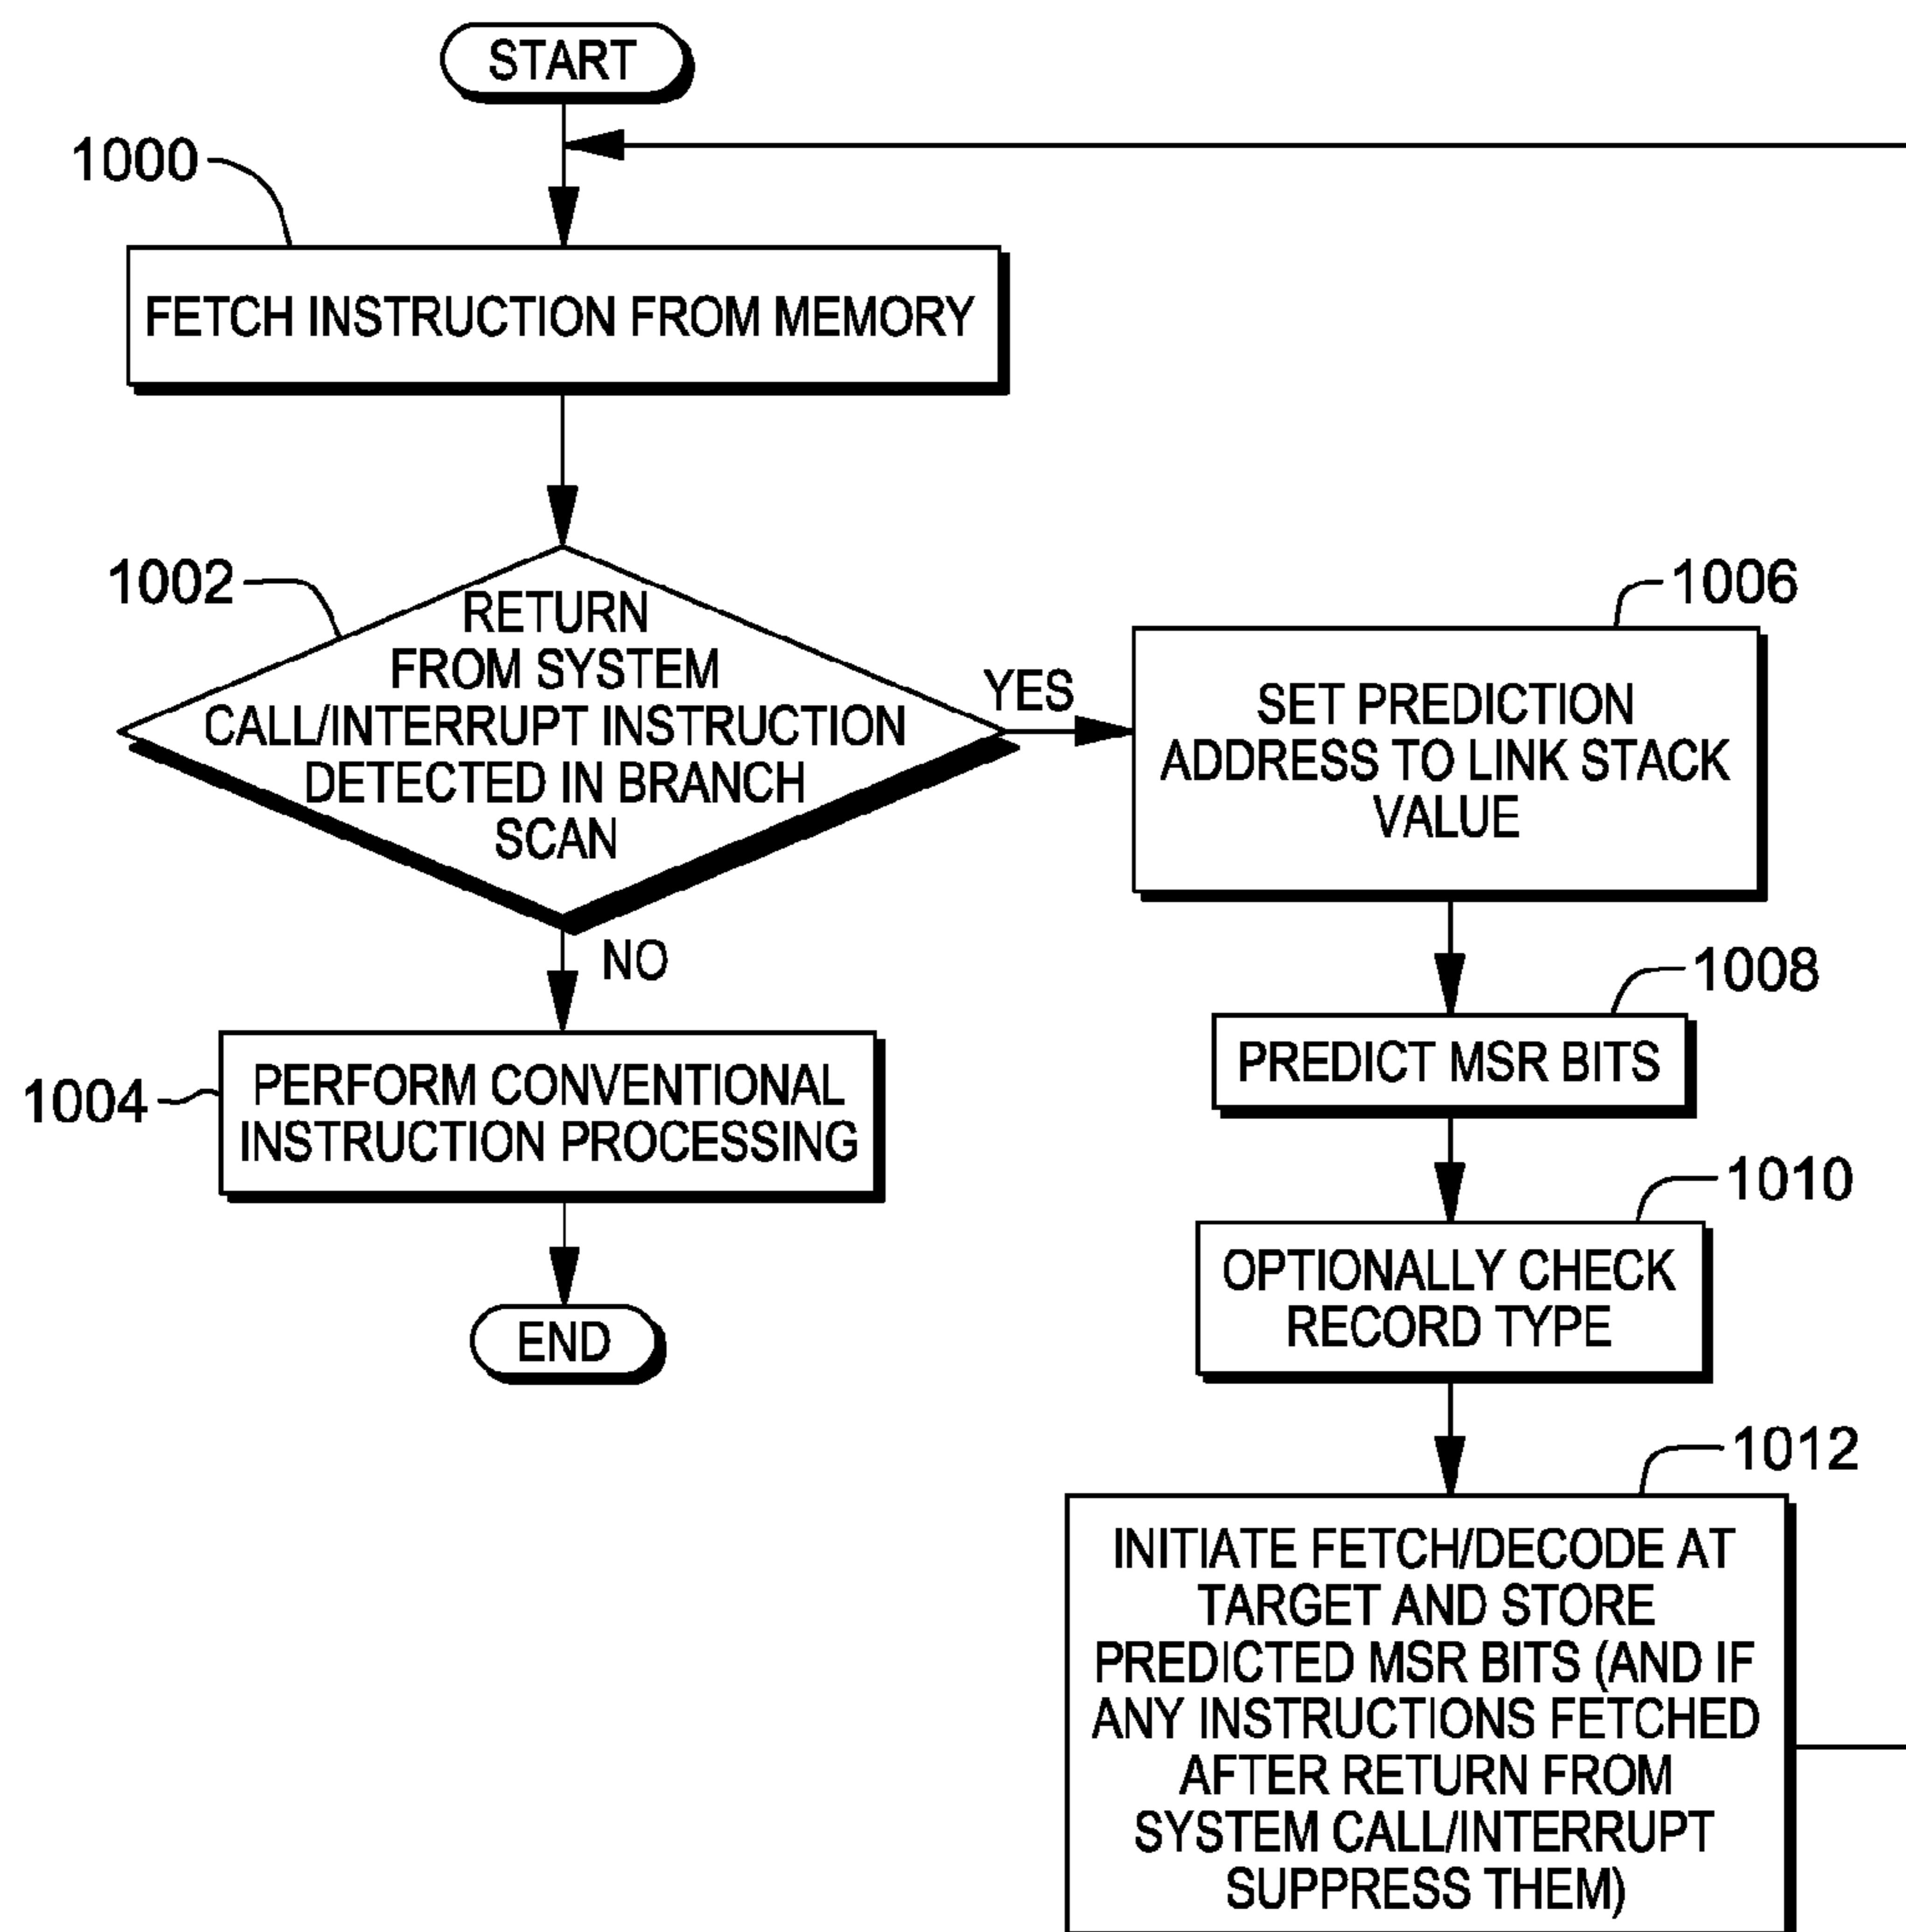 START
1000
FETCH INSTRUCTION FROM MEMORY
1002
RETURN
FROM SYSTEM
CALL/INTERRUPT INSTRUCTION
DETECTED IN BRANCH
SCAN
YES
NO
1004
PERFORM CONVENTIONAL
INSTRUCTION PROCESSING
END
1006
SET PREDICTION
ADDRESS TO LINK STACK
VALUE
1008
PREDICT MSR BITS
1010
OPTIONALLY CHECK
RECORD TYPE
1012
INITIATE FETCH/DECODE AT
TARGET AND STORE
PREDICTED MSR BITS (AND IF
ANY INSTRUCTIONS FETCHED
AFTER RETURN FROM
SYSTEM CALL/INTERRUPT
SUPPRESS THEM)